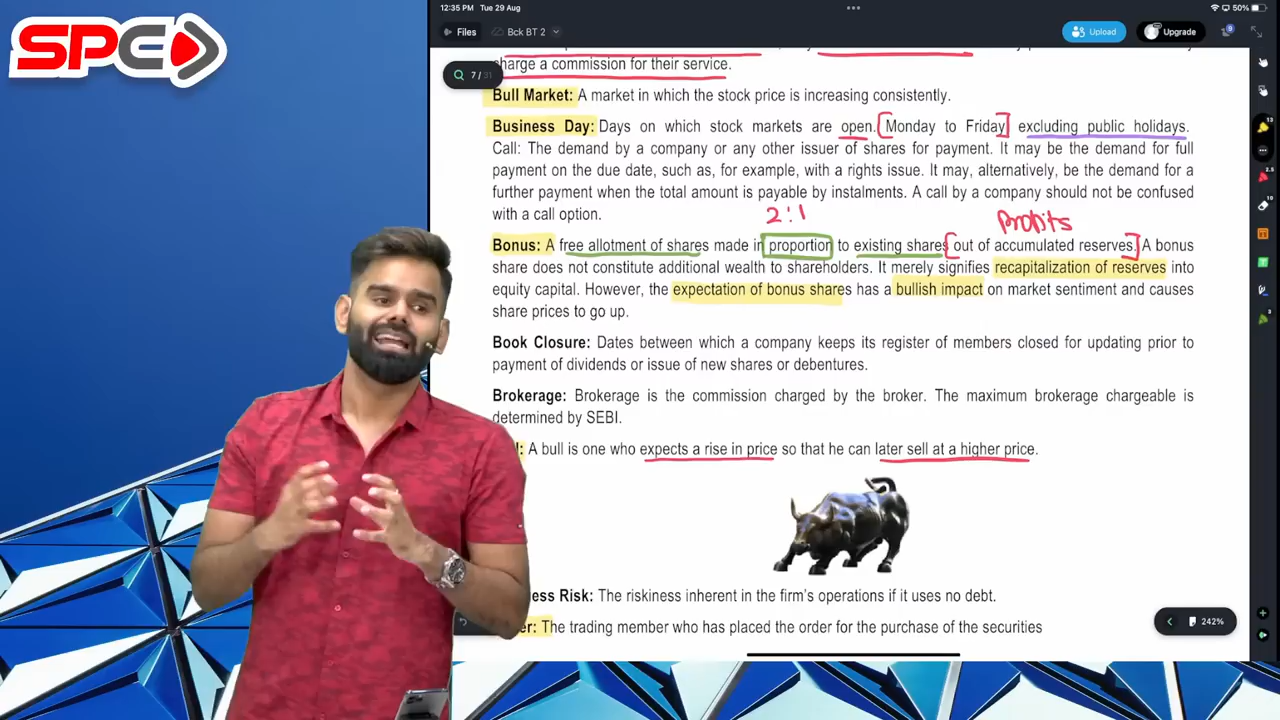 12:35 PM Tue 29 Aug
50%
SPC
Files
Bck BT 2
Upload
Upgrade
charge a commission for their service.
7 / 31
Bull Market: A market in which the stock price is increasing consistently.
Business Day: Days on which stock markets are open. [Monday to Friday] excluding public holidays.
Call: The demand by a company or any other issuer of shares for payment. It may be the demand for full
payment on the due date, such as, for example, with a rights issue. It may, alternatively, be the demand for a
further payment when the total amount is payable by instalments. A call by a company should not be confused
with a call option.
2:1
Profits
Bonus: A free allotment of shares made in proportion to existing shares [out of accumulated reserves.] A bonus
share does not constitute additional wealth to shareholders. It merely signifies recapitalization of reserves into
equity capital. However, the expectation of bonus shares has a bullish impact on market sentiment and causes
share prices to go up.
Book Closure: Dates between which a company keeps its register of members closed for updating prior to
payment of dividends or issue of new shares or debentures.
Brokerage: Brokerage is the commission charged by the broker. The maximum brokerage chargeable is
determined by SEBI.
: A bull is one who expects a rise in price so that he can later sell at a higher price.
ess Risk: The riskiness inherent in the firm's operations if it uses no debt.
er: The trading member who has placed the order for the purchase of the securities
242%